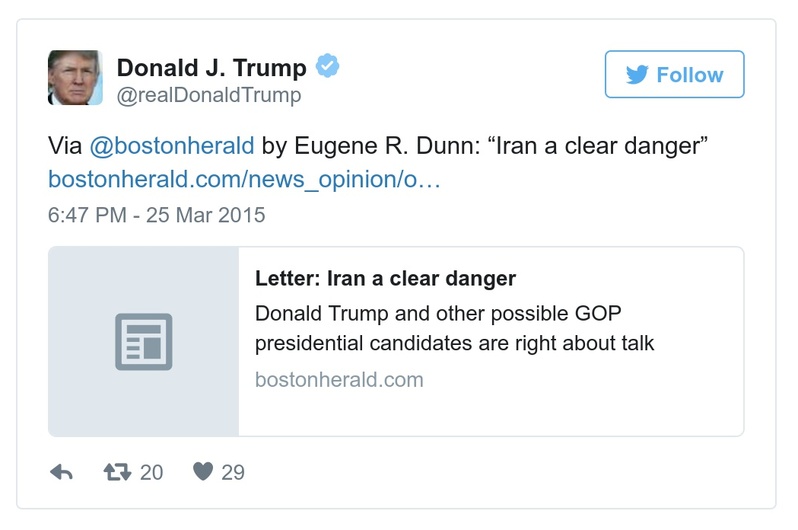 Donald J. Trump
@realDonaldTrump
Follow
Via @bostonherald by Eugene R. Dunn: “Iran a clear danger”
bostonherald.com/news_opinion/o…
6:47 PM - 25 Mar 2015
Letter: Iran a clear danger
Donald Trump and other possible GOP
presidential candidates are right about talk
bostonherald.com
20 29